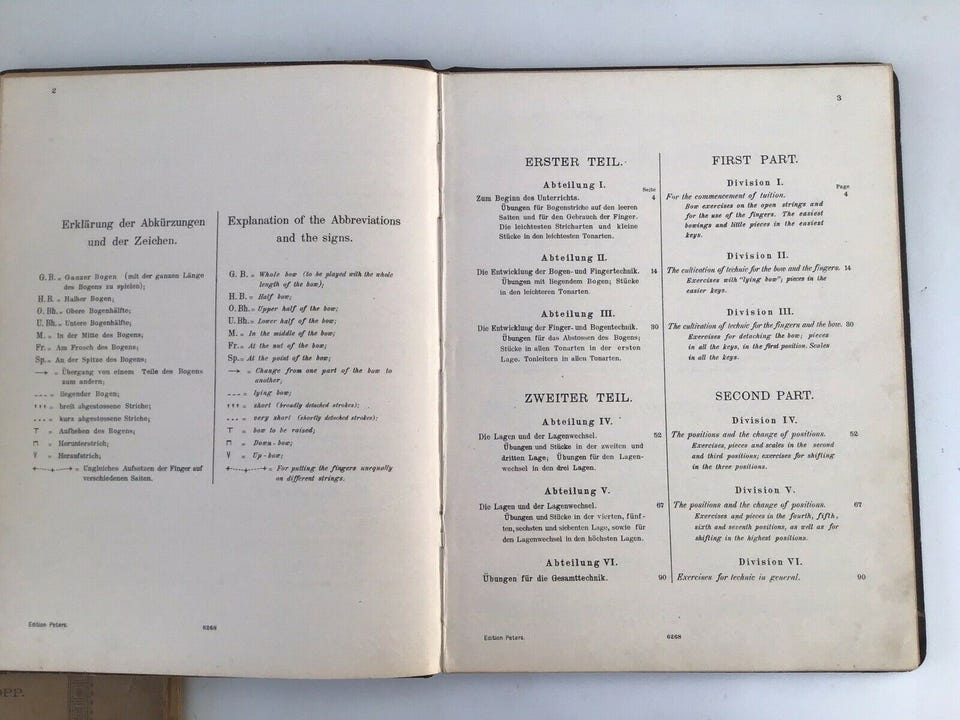 2
Erklärung der Abkürzungen
und der Zeichen.
G. B. = Ganzer Bogen (mit der ganzen Länge
des Bogens zu spielen);
H. B. = Halber Bogen;
O. Bh. = Obere Bogenhälfte;
U. Bh. = Untere Bogenhälfte;
M. = In der Mitte des Bogens;
Fr. = Am Frosch des Bogens;
Sp. = An der Spitze des Bogens;
⟶ = Übergang von einem Teile des Bogens
zum andern;
- - - = liegender Bogen;
''' = breit abgestossene Striche;
... = kurz abgestossene Striche;
⊤ = Aufheben des Bogens;
⊓ = Herunterstrich;
V = Heraufstrich;
= Ungleiches Aufsetzen der Finger auf
verschiedenen Saiten.
Explanation of the Abbreviations
and the signs.
G. B. = Whole bow (to be played with the whole
length of the bow);
H. B. = Half bow;
O. Bh. = Upper half of the bow;
U. Bh. = Lower half of the bow;
M. = In the middle of the bow;
Fr. = At the nut of the bow;
Sp. = At the point of the bow;
⟶ = Change from one part of the bow to
another;
- - - = lying bow;
''' = short (broadly detached strokes);
... = very short (shortly detached strokes);
⊤ = bow to be raised;
⊓ = Down-bow;
V = Up-bow;
= For putting the fingers unequally
on different strings.
Edition Peters.
6268
3
ERSTER TEIL.
Abteilung I.
Seite
Zum Beginn des Unterrichts. 4
Übungen für Bogenstriche auf den leeren
Saiten und für den Gebrauch der Finger.
Die leichtesten Stricharten und kleine
Stücke in den leichtesten Tonarten.
Abteilung II.
Die Entwicklung der Bogen- und Fingertechnik. 14
Übungen mit liegendem Bogen; Stücke
in den leichteren Tonarten.
Abteilung III.
Die Entwicklung der Finger- und Bogentechnik. 30
Übungen für das Abstossen des Bogens;
Stücke in allen Tonarten in der ersten
Lage. Tonleitern in allen Tonarten.
ZWEITER TEIL.
Abteilung IV.
Die Lagen und der Lagenwechsel. 52
Übungen und Stücke in der zweiten und
dritten Lage; Übungen für den Lagen-
wechsel in den drei Lagen.
Abteilung V.
Die Lagen und der Lagenwechsel. 67
Übungen und Stücke in der vierten, fünf-
ten, sechsten und siebenten Lage, sowie für
den Lagenwechsel in den höchsten Lagen.
Abteilung VI.
Übungen für die Gesamttechnik. 90
FIRST PART.
Division I.
Page
For the commencement of tuition. 4
Bow exercises on the open strings and
for the use of the fingers. The easiest
bowings and little pieces in the easiest
keys.
Division II.
The cultivation of technic for the bow and the fingers. 14
Exercises with "lying bow"; pieces in the
easier keys.
Division III.
The cultivation of technic for the fingern and the bow. 30
Exercises for detaching the bow; pieces
in all the keys, in the first position. Scales
in all the keys.
SECOND PART.
Division IV.
The positions and the change of positions. 52
Exercises, pieces and scales in the second
and third positions; exercises for shifting
in the three positions.
Division V.
The positions and the change of positions. 67
Exercises and pieces in the fourth, fifth,
sixth and seventh positions, as well as for
shifting in the highest positions.
Division VI.
Exercises for technic in general. 90
Edition Peters.
6268
OPP.